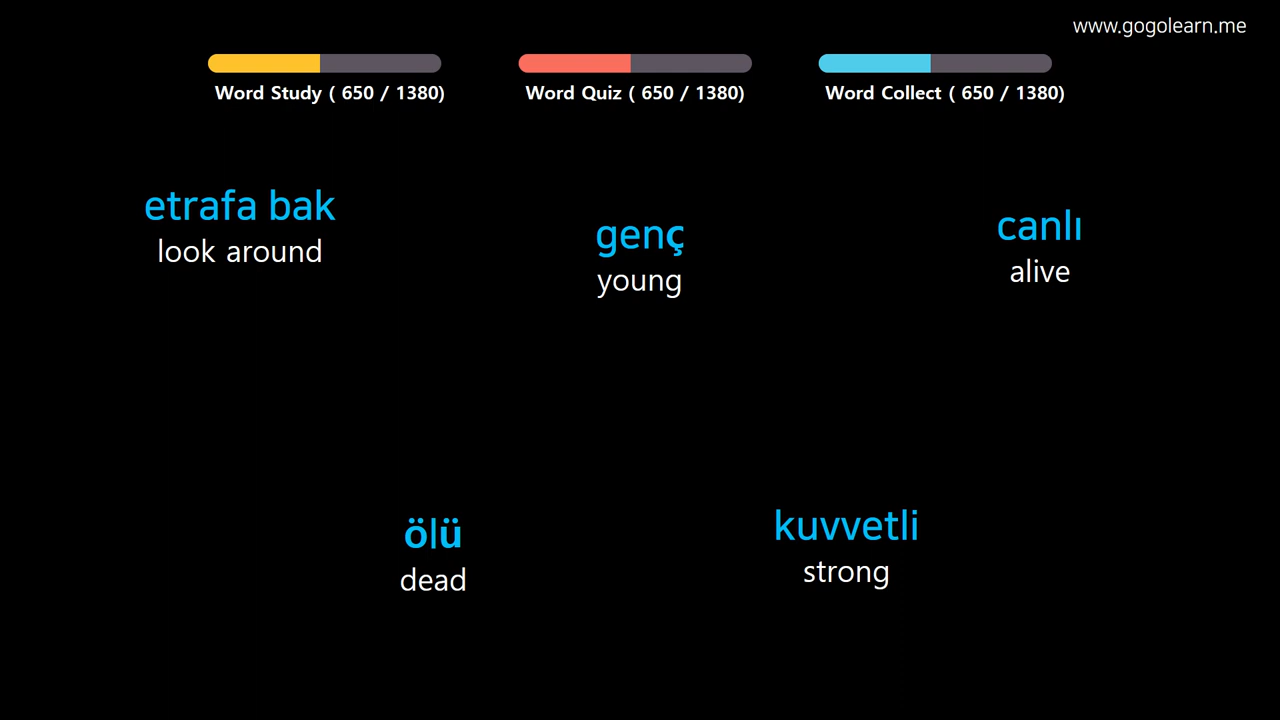 www.gogolearn.me
Word Study ( 650 / 1380)
Word Quiz ( 650 / 1380)
Word Collect ( 650 / 1380)
etrafa bak
look around
genç
young
canlı
alive
ölü
dead
kuvvetli
strong